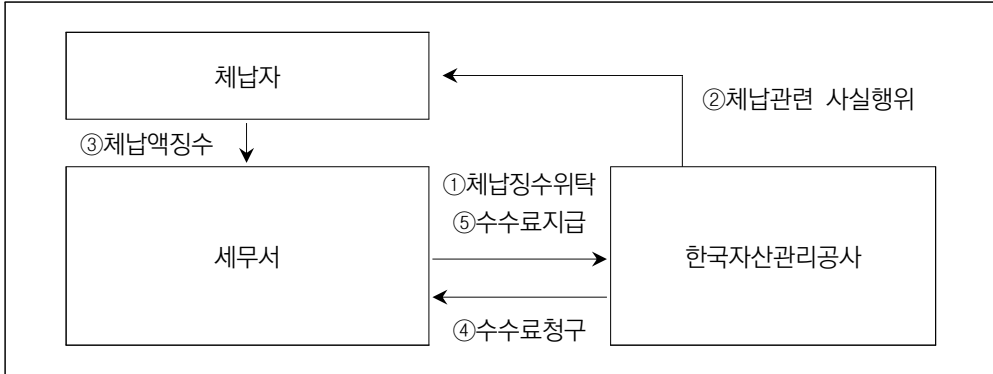 체납자
②체납관련 사실행위
③체납액징수
①체납징수위탁
⑤수수료지급
세무서
한국자산관리공사
④수수료청구